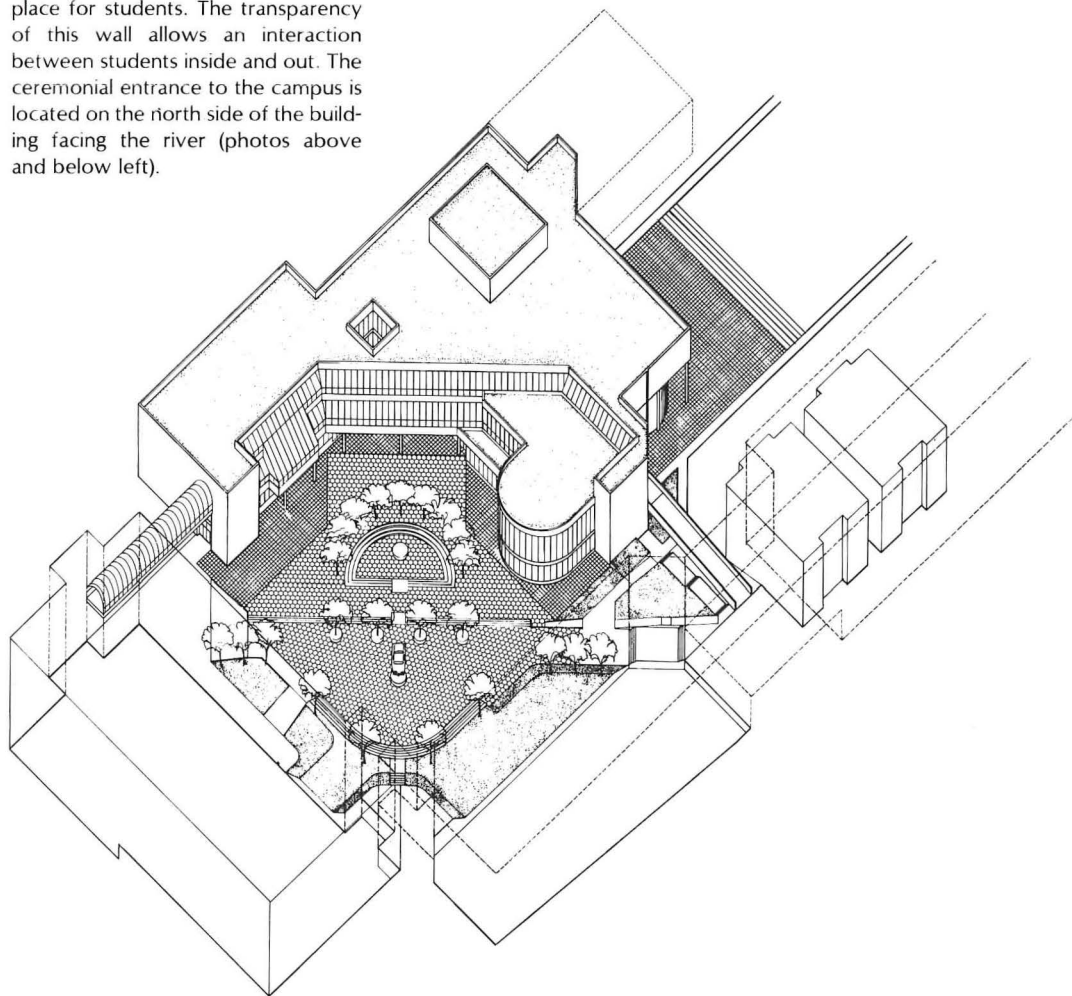 place for students. The transparency
of this wall allows an interaction
between students inside and out. The
ceremonial entrance to the campus is
located on the north side of the build-
ing facing the river (photos above
and below left).